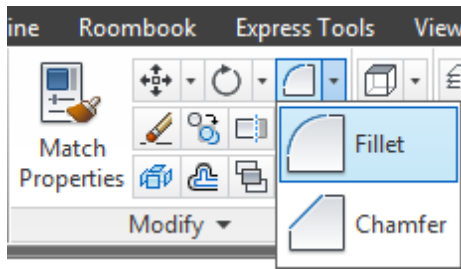 ine Roombook Express Tools View
Match
Properties
Fillet
Chamfer
Modify